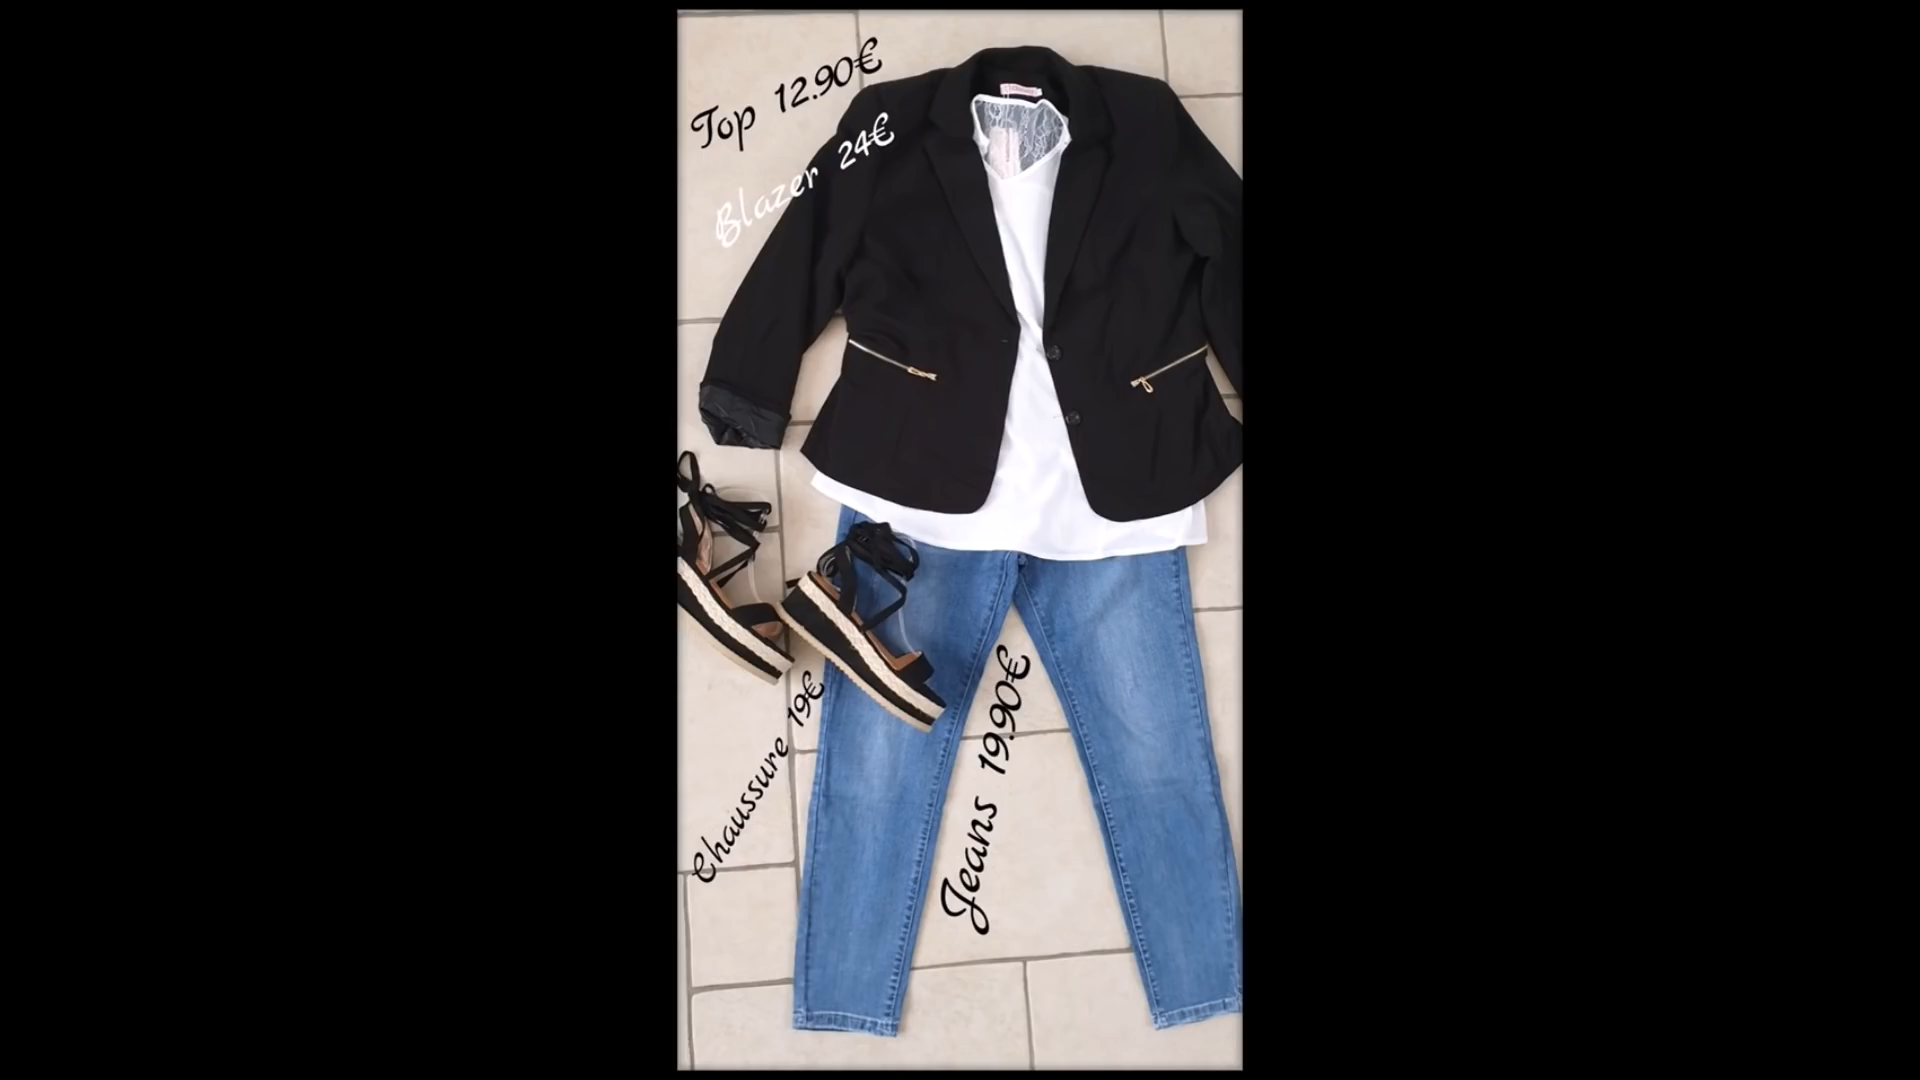 Top 12.90€
Blazer 24€
Chaussure 19€
Jeans 19.90€